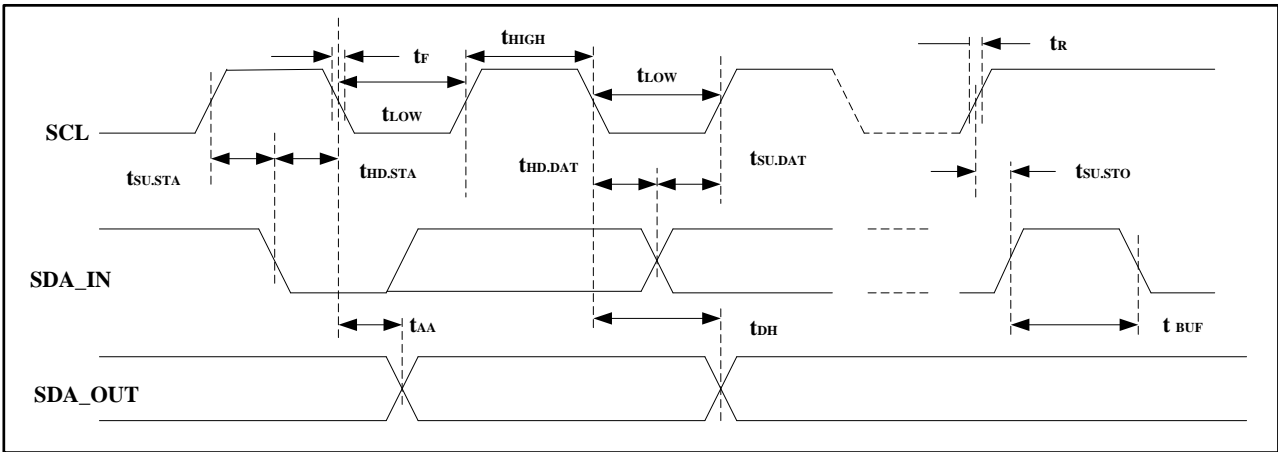 tF
tHIGH
tLOW
tR
SCL
tLOW
tSU.STA
tHD.STA
tHD.DAT
tSU.DAT
tSU.STO
SDA_IN
tAA
tDH
t BUF
SDA_OUT